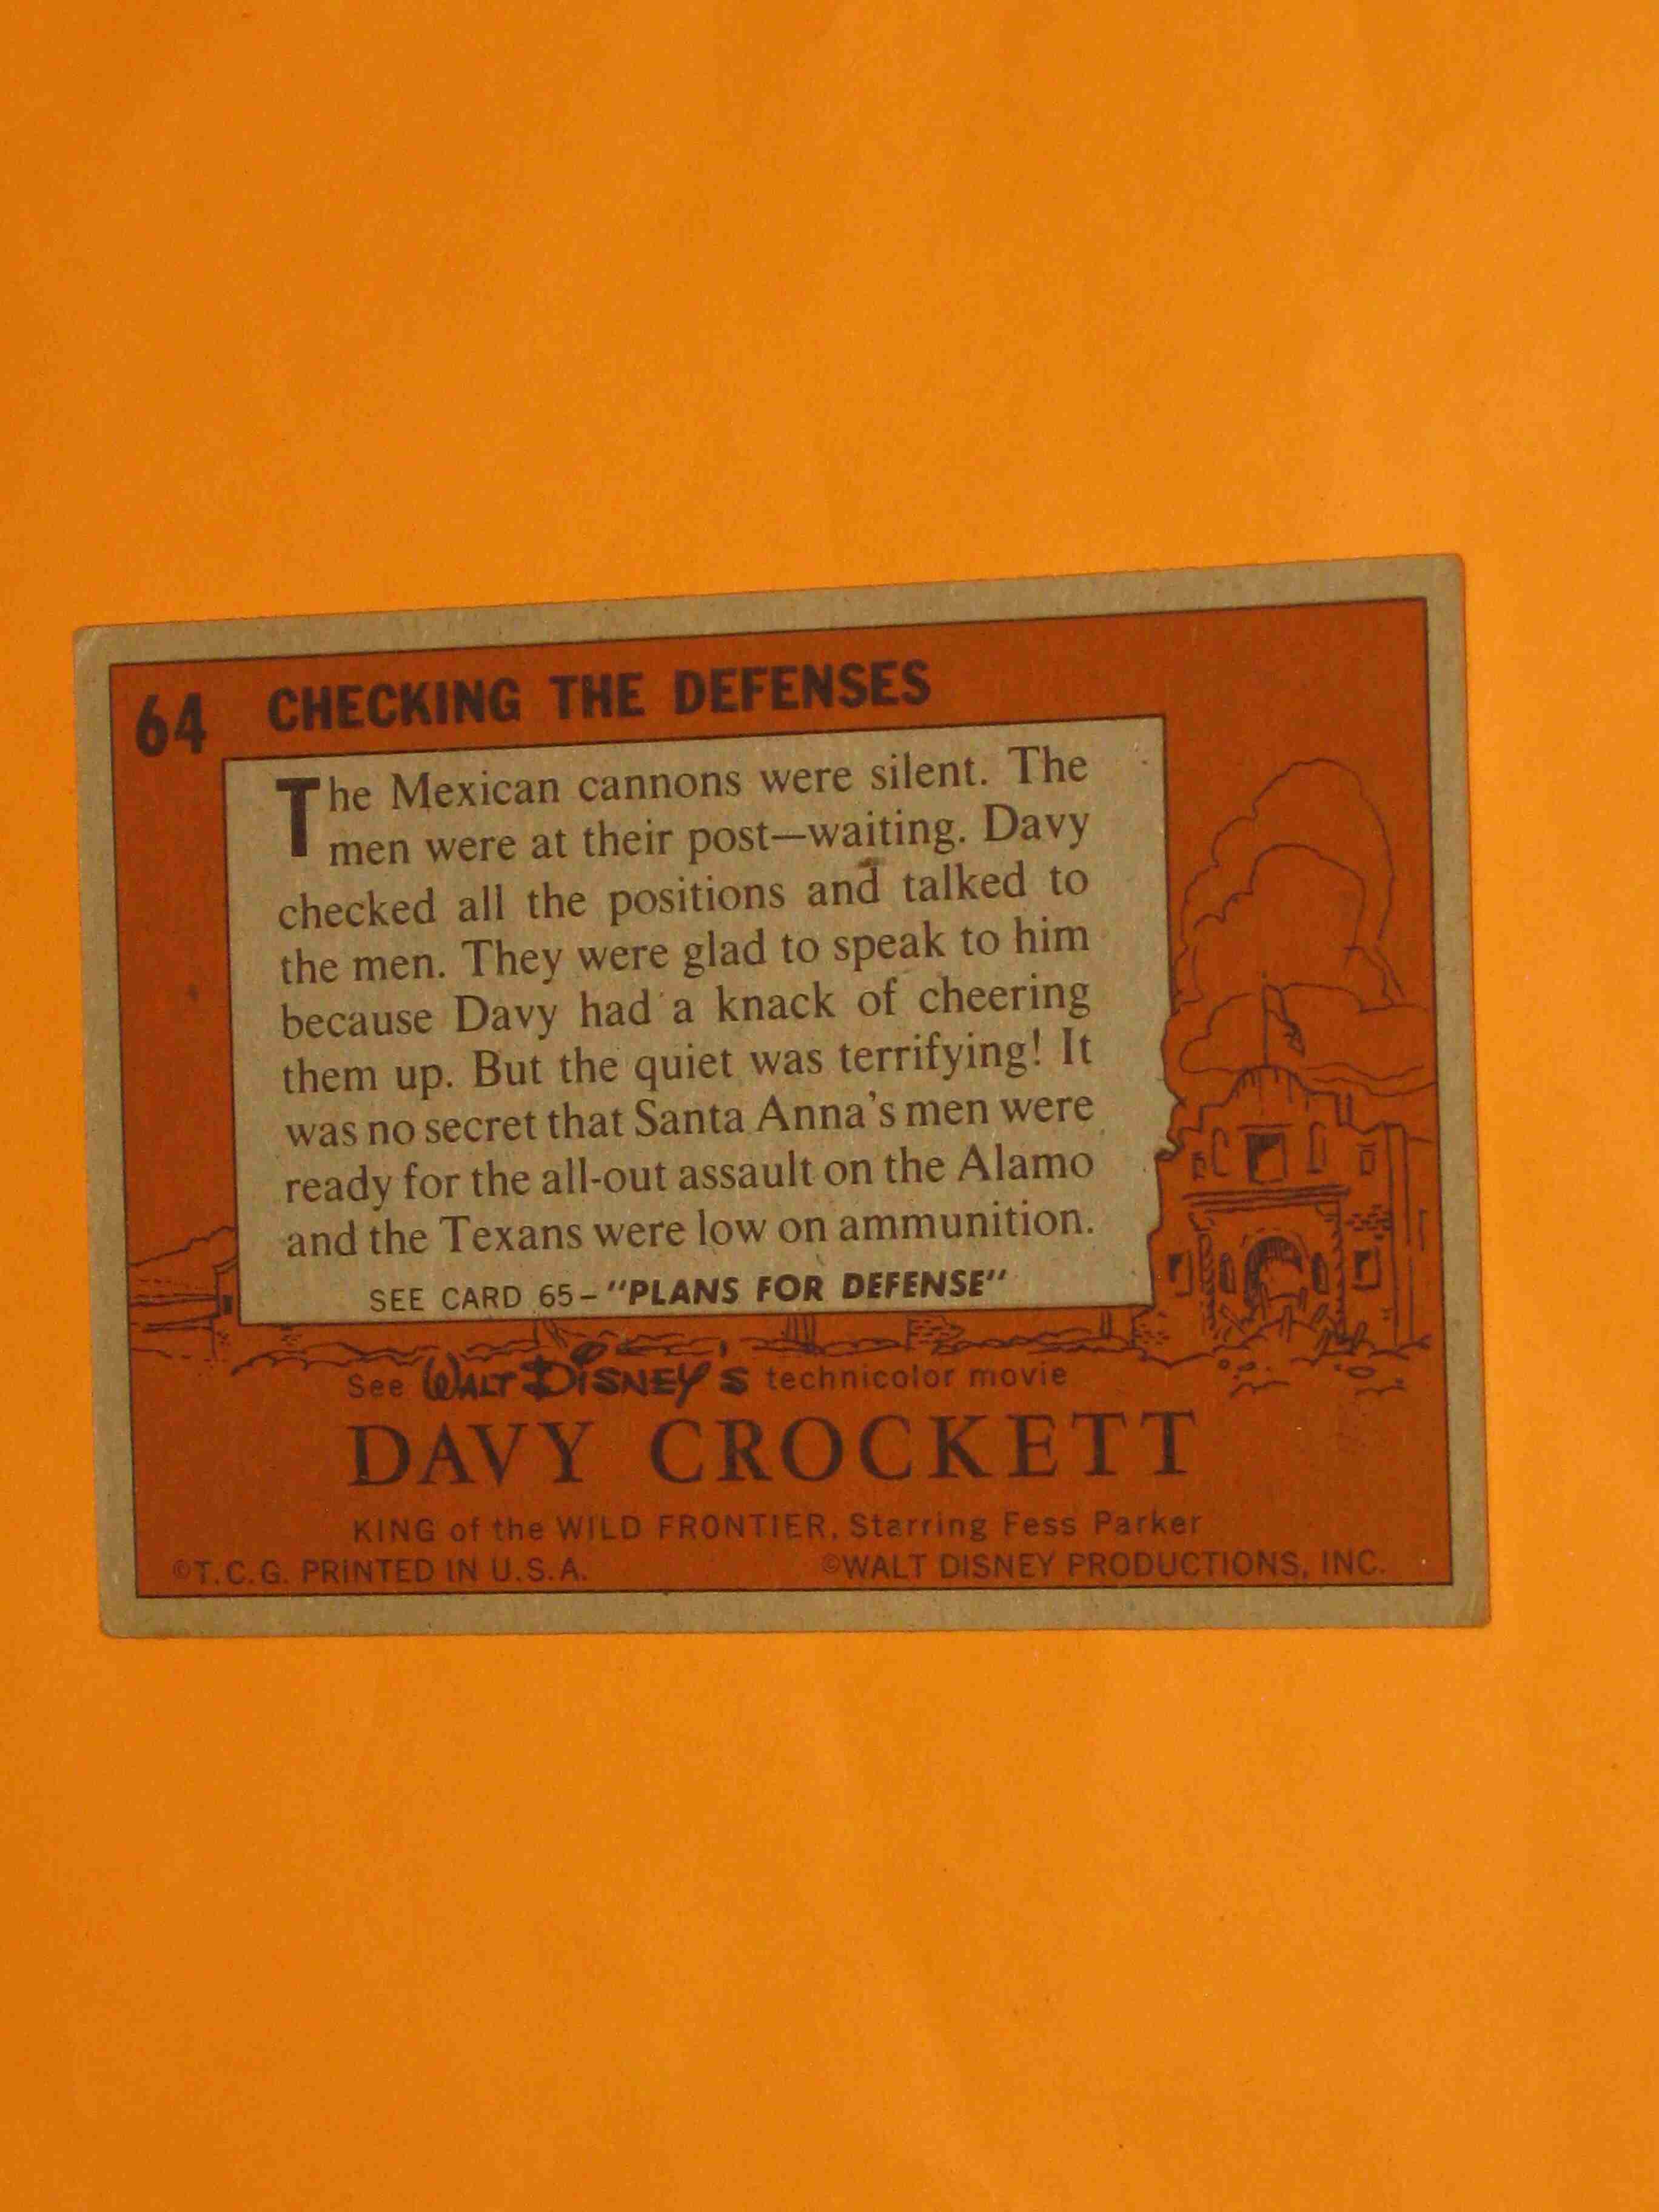 64 CHECKING THE DEFENSES
The Mexican cannons were silent. The
men were at their post—waiting. Davy
checked all the positions and talked to
the men. They were glad to speak to him
because Davy had a knack of cheering
them up. But the quiet was terrifying! It
was no secret that Santa Anna's men were
ready for the all-out assault on the Alamo
and the Texans were low on ammunition.
SEE CARD 65–"PLANS FOR DEFENSE"
See WALT DISNEY'S technicolor movie
DAVY CROCKETT
KING of the WILD FRONTIER, Starring Fess Parker
©T.C.G. PRINTED IN U.S.A. ©WALT DISNEY PRODUCTIONS, INC.